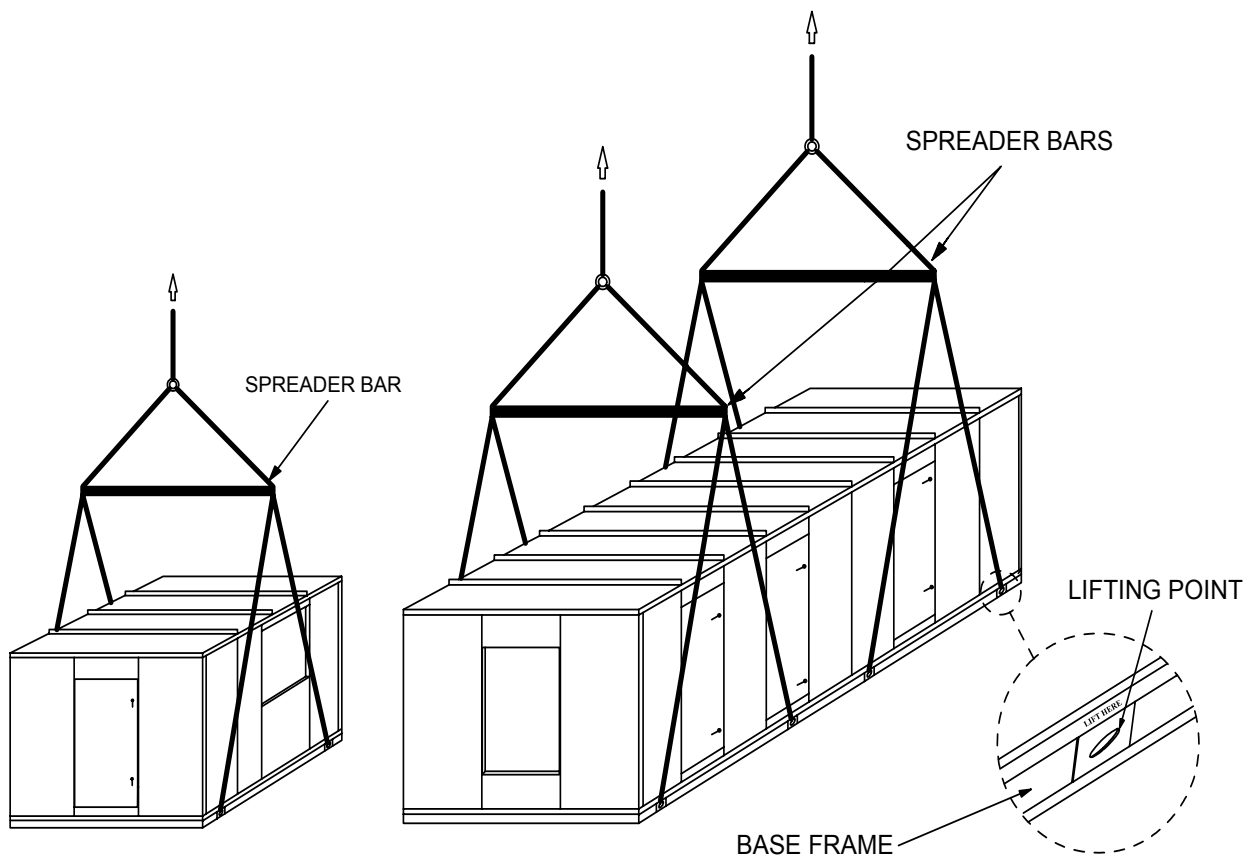 SPREADER BARS
SPREADER BAR
LIFTING POINT
LIFT HERE
BASE FRAME